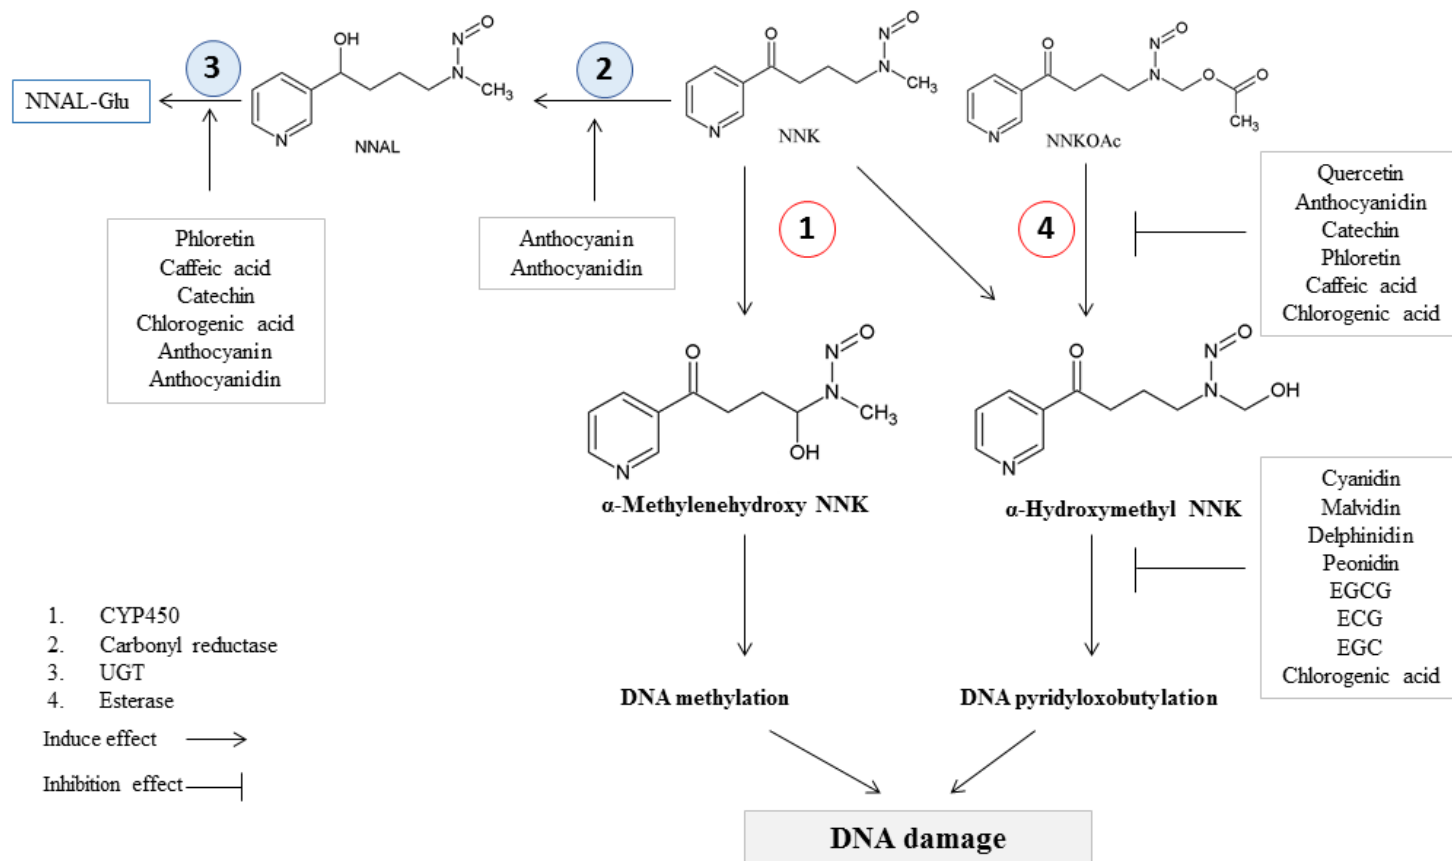 NNAL-Glu
3
OH
N
O
N
CH3
N
NNAL
2
O
N
O
N
CH3
N
NNK
O
N
O
N
O
O
CH3
N
NNKOAc
Phloretin
Caffeic acid
Catechin
Chlorogenic acid
Anthocyanin
Anthocyanidin
Anthocyanin
Anthocyanidin
1
4
Quercetin
Anthocyanidin
Catechin
Phloretin
Caffeic acid
Chlorogenic acid
O
N
O
N
CH3
OH
N
α-Methylenehydroxy NNK
O
N
O
N
OH
N
α-Hydroxymethyl NNK
Cyanidin
Malvidin
Delphinidin
Peonidin
EGCG
ECG
EGC
Chlorogenic acid
1. CYP450
2. Carbonyl reductase
3. UGT
4. Esterase
Induce effect
Inhibition effect
DNA methylation
DNA pyridyloxobutylation
DNA damage